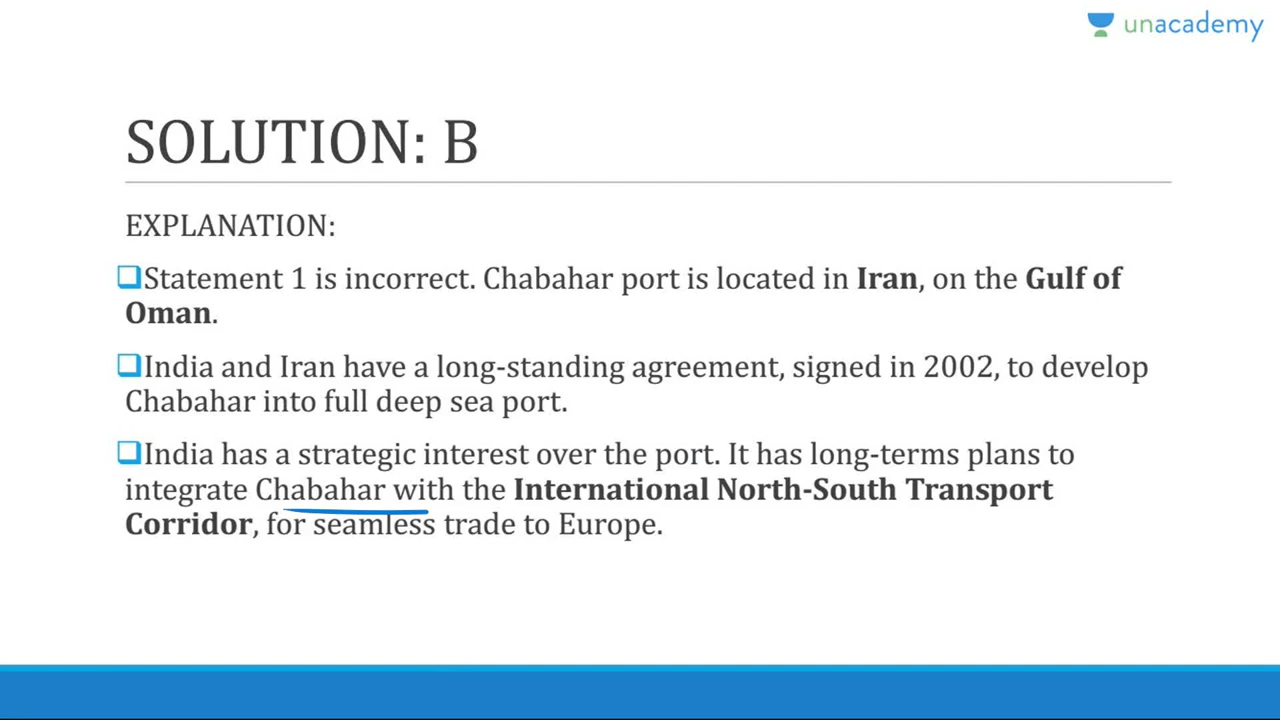 unacademy
SOLUTION: B
EXPLANATION:
Statement 1 is incorrect. Chabahar port is located in Iran, on the Gulf of
Oman.
India and Iran have a long-standing agreement, signed in 2002, to develop
Chabahar into full deep sea port.
India has a strategic interest over the port. It has long-terms plans to
integrate Chabahar with the International North-South Transport
Corridor, for seamless trade to Europe.